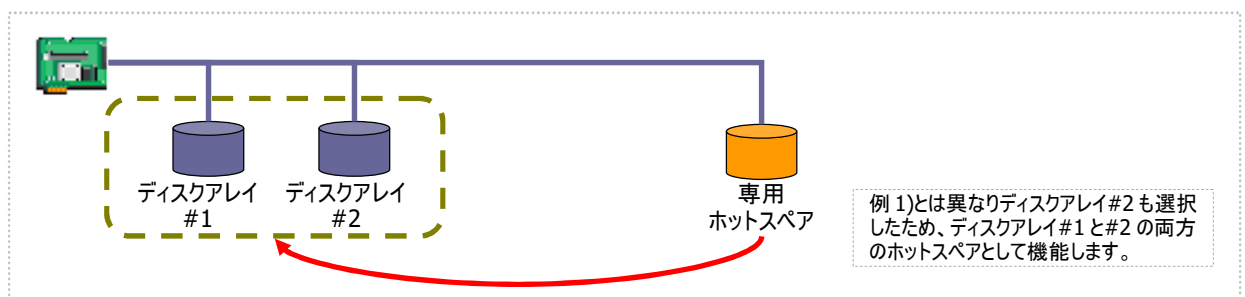 ディスクアレイ
#1
ディスクアレイ
#2
専用
ホットスペア
例 1)とは異なりディスクアレイ#2 も選択
したため、ディスクアレイ#1 と#2 の両方
のホットスペアとして機能します。